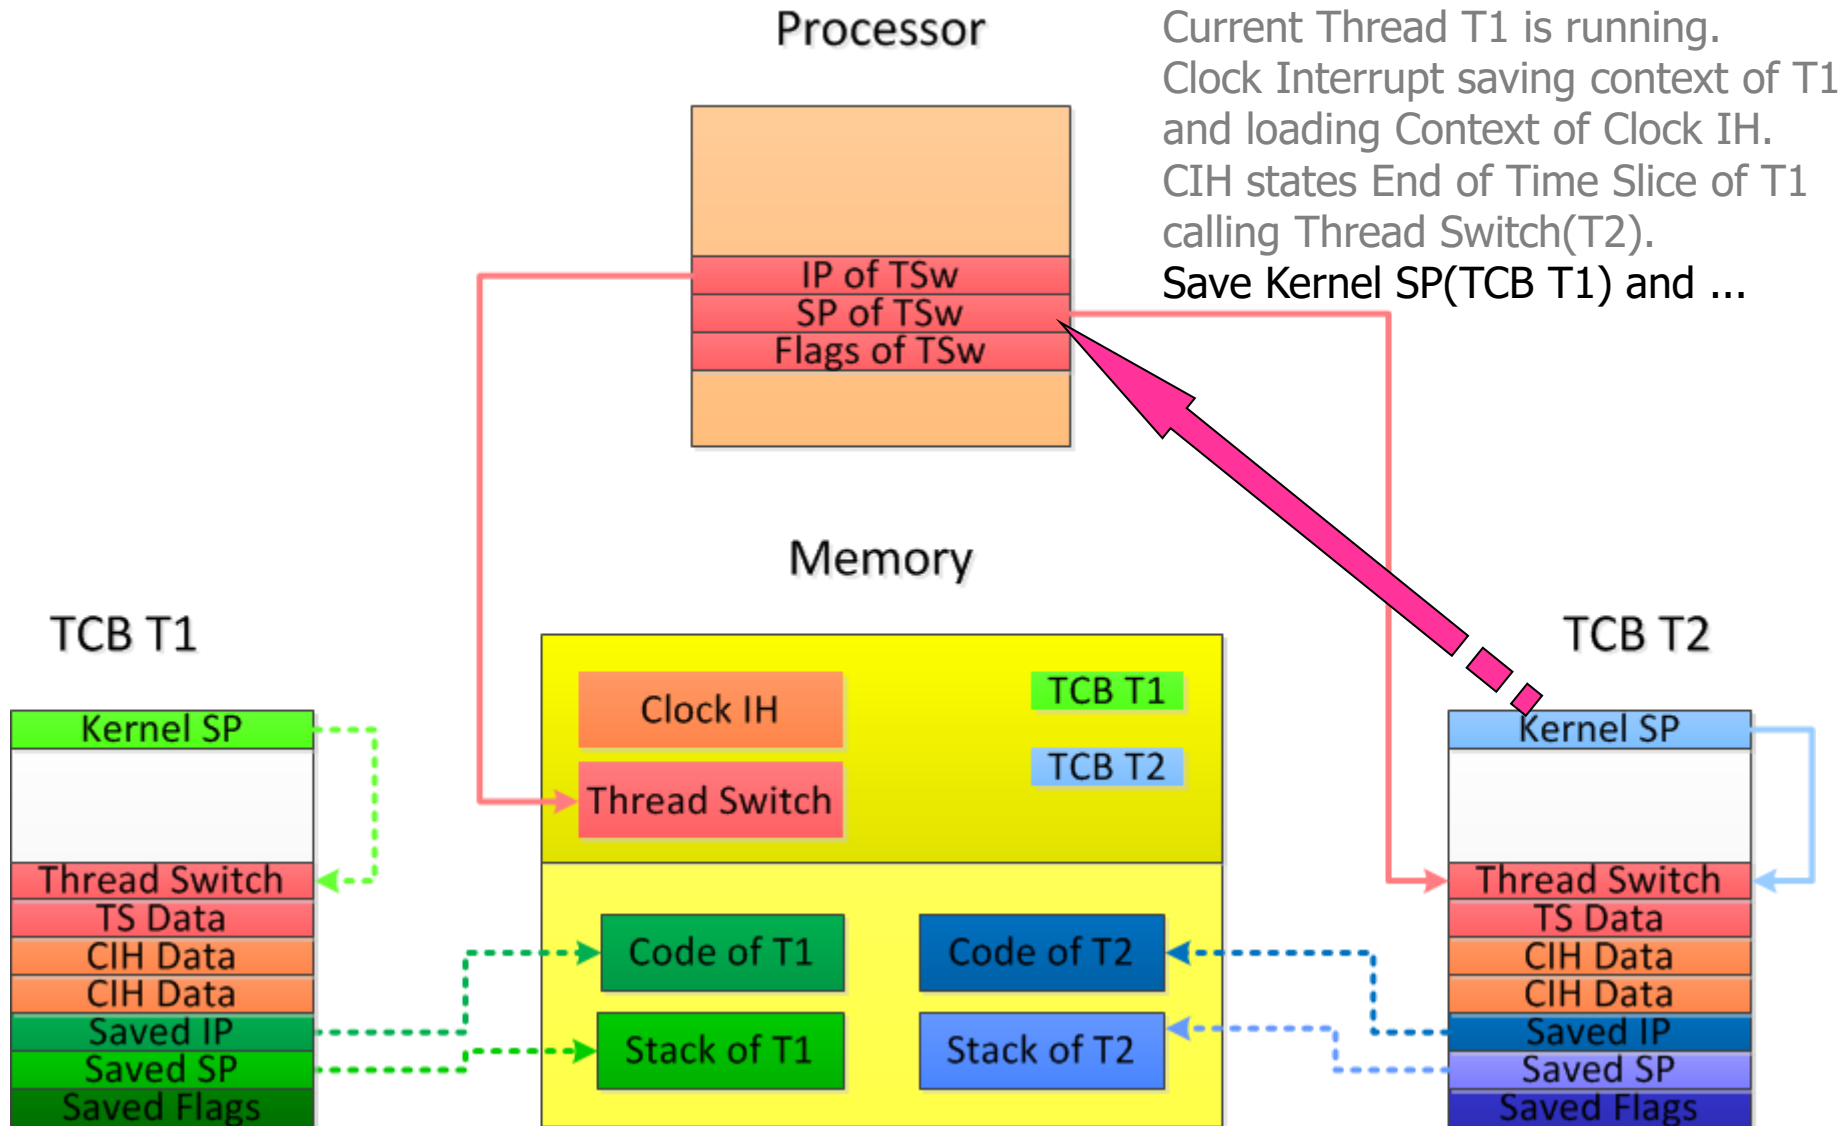 Processor
Current Thread T1 is running.
Clock Interrupt saving context of T1
and loading Context of Clock IH.
CIH states End of Time Slice of T1
calling Thread Switch(T2).
Save Kernel SP(TCB T1) and ...
IP of TSw
SP of TSw
Flags of TSw
Memory
TCB T1
Kernel SP
Thread Switch
TS Data
CIH Data
CIH Data
Saved IP
Saved SP
Saved Flags
Clock IH
Thread Switch
TCB T1
TCB T2
Code of T1
Code of T2
Stack of T1
Stack of T2
TCB T2
Kernel SP
Thread Switch
TS Data
CIH Data
CIH Data
Saved IP
Saved SP
Saved Flags